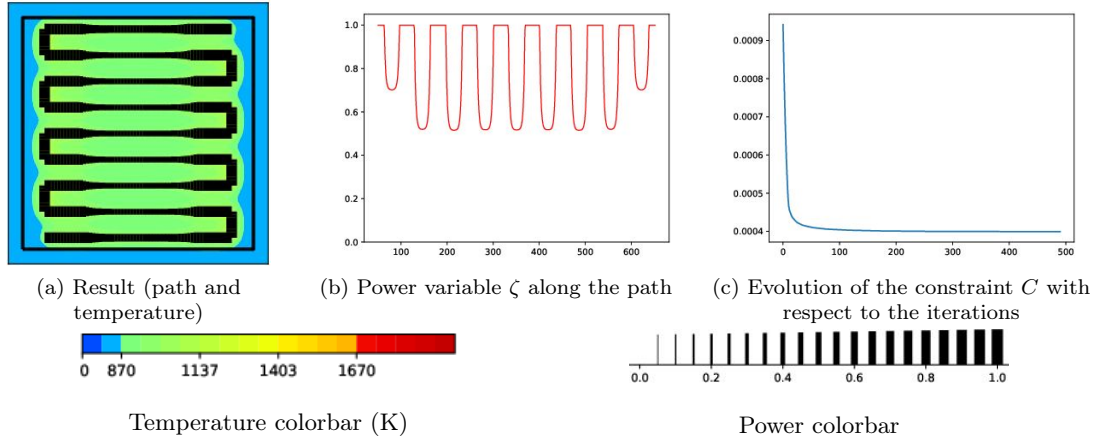 1.0
0.8
0.6
0.4
0.2
0.0
100 200 300 400 500 600
0.0009
0.0008
0.0007
0.0006
0.0005
0.0004
0 100 200 300 400 500
(a) Result (path and
temperature)
(b) Power variable ζ along the path
(c) Evolution of the constraint C with
respect to the iterations
0 870 1137 1403 1670
Temperature colorbar (K)
0.0 0.2 0.4 0.6 0.8 1.0
Power colorbar